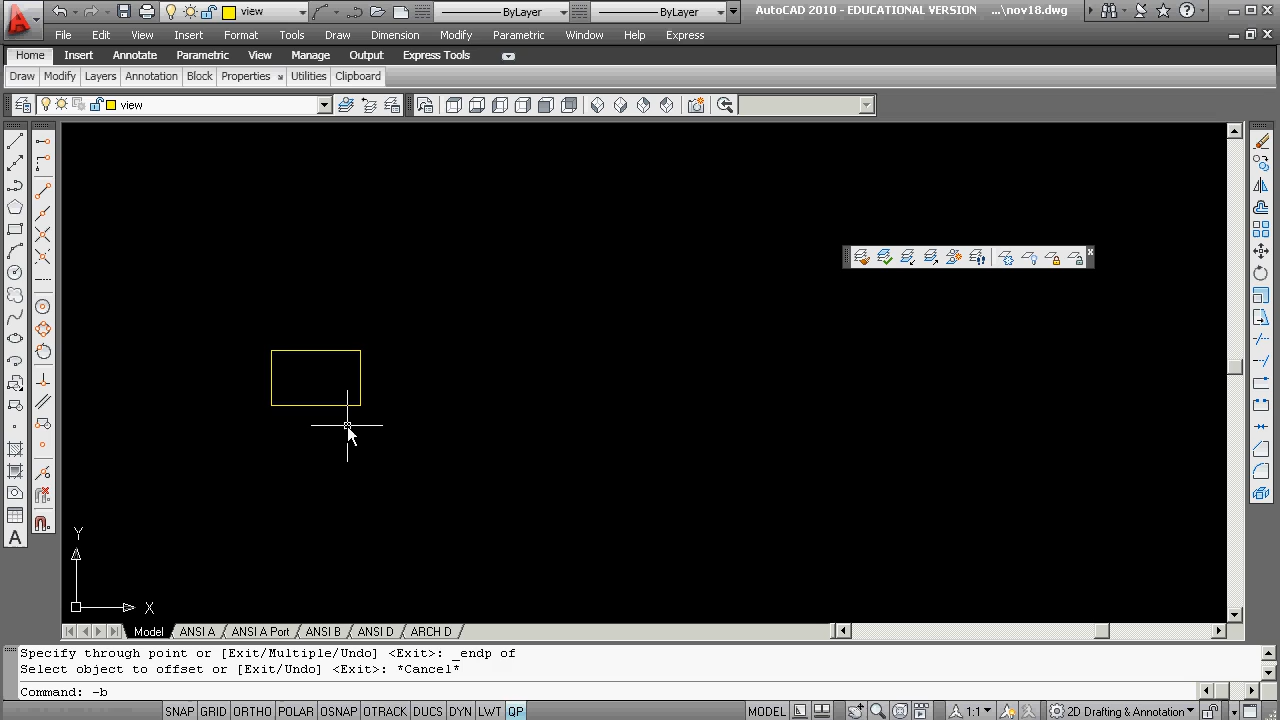 view ByLayer ByLayer AutoCAD 2010 - EDUCATIONAL VERSION ...\nov18.dwg
File Edit View Insert Format Tools Draw Dimension Modify Parametric Window Help Express
Home Insert Annotate Parametric View Manage Output Express Tools
Draw Modify Layers Annotation Block Properties Utilities Clipboard
view
A
Y
X
Model ANSI A ANSI A Port ANSI B ANSI D ARCH D
Specify through point or [Exit/Multiple/Undo] <Exit>: _endp of
Select object to offset or [Exit/Undo] <Exit>: *Cancel*
Command: -b
SNAP GRID ORTHO POLAR OSNAP OTRACK DUCS DYN LWT QP MODEL 1:1 2D Drafting & Annotation